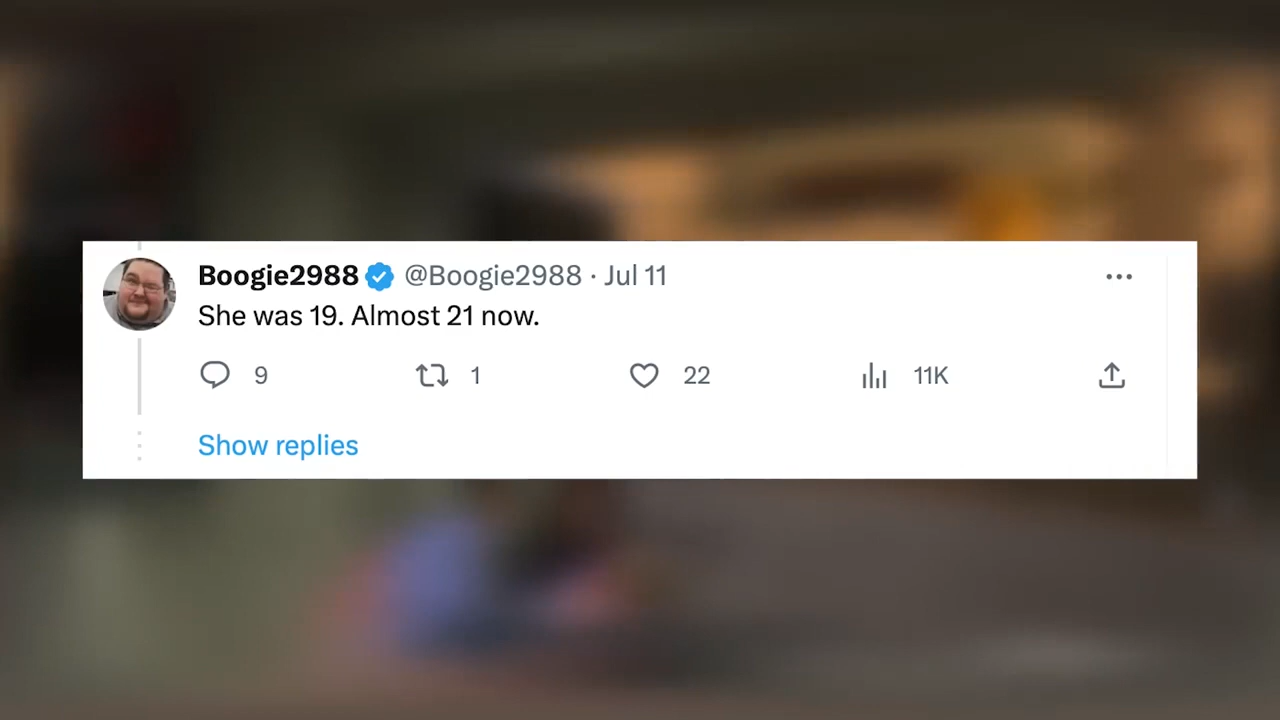 Boogie2988 @Boogie2988 · Jul 11
She was 19. Almost 21 now.
9 1 22 11K
Show replies